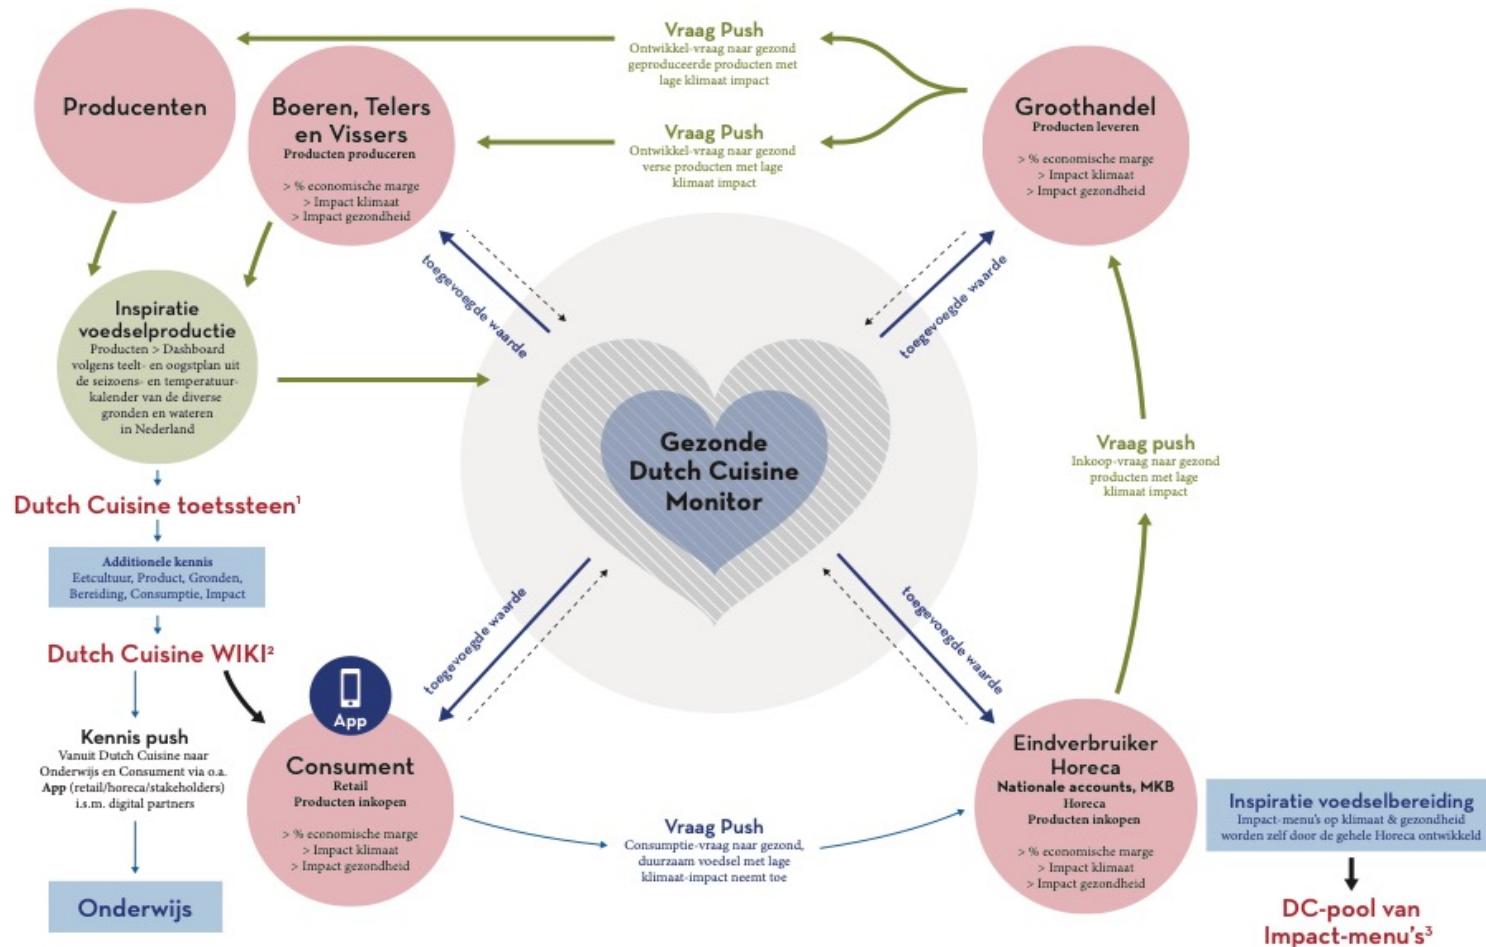 Vraag Push
Ontwikkel-vraag naar gezond
geproduceerde producten met
lage klimaat impact
Producenten
Boeren, Telers
en Vissers
Producten produceren
> % economische marge
> Impact klimaat
> Impact gezondheid
Vraag Push
Ontwikkel-vraag naar gezond
verse producten met lage
klimaat impact
Groothandel
Producten leveren
> % economische marge
> Impact klimaat
> Impact gezondheid
toegevoegde waarde
toegevoegde waarde
Inspiratie
voedselproductie
Producten > Dashboard
volgens teelt- en oogstplan uit
de seizoens- en temperatuur-
kalender van de diverse
gronden en wateren
in Nederland
Gezonde
Dutch Cuisine
Monitor
Vraag push
Inkoop-vraag naar gezond
producten met lage
klimaat impact
Dutch Cuisine toetssteen¹
Additionele kennis
Eetcultuur, Product, Gronden,
Bereiding, Consumptie, Impact
Dutch Cuisine WIKI²
toegevoegde waarde
toegevoegde waarde
Kennis push
Vanuit Dutch Cuisine naar
Onderwijs en Consument via o.a.
App (retail/horeca/stakeholders)
i.s.m. digital partners
Onderwijs
App
Consument
Retail
Producten inkopen
> % economische marge
> Impact klimaat
> Impact gezondheid
Vraag Push
Consumptie-vraag naar gezond,
duurzaam voedsel met lage
klimaat-impact neemt toe
Eindverbruiker
Horeca
Nationale accounts, MKB
Horeca
Producten inkopen
> % economische marge
> Impact klimaat
> Impact gezondheid
Inspiratie voedselbereiding
Impact-menu's op klimaat & gezondheid
worden zelf door de gehele Horeca ontwikkeld
DC-pool van
Impact-menu's³